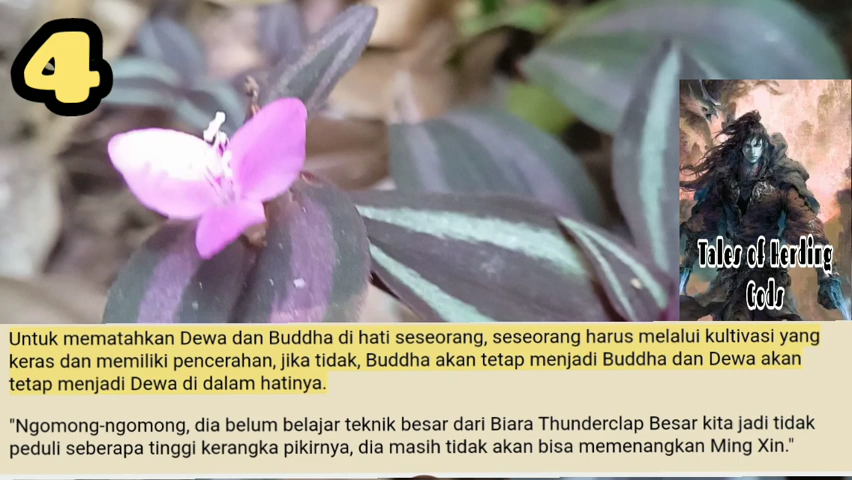 4
Tales of Herding
Gods
Untuk mematahkan Dewa dan Buddha di hati seseorang, seseorang harus melalui kultivasi yang
keras dan memiliki pencerahan, jika tidak, Buddha akan tetap menjadi Buddha dan Dewa akan
tetap menjadi Dewa di dalam hatinya.
"Ngomong-ngomong, dia belum belajar teknik besar dari Biara Thunderclap Besar kita jadi tidak
peduli seberapa tinggi kerangka pikirnya, dia masih tidak akan bisa memenangkan Ming Xin."